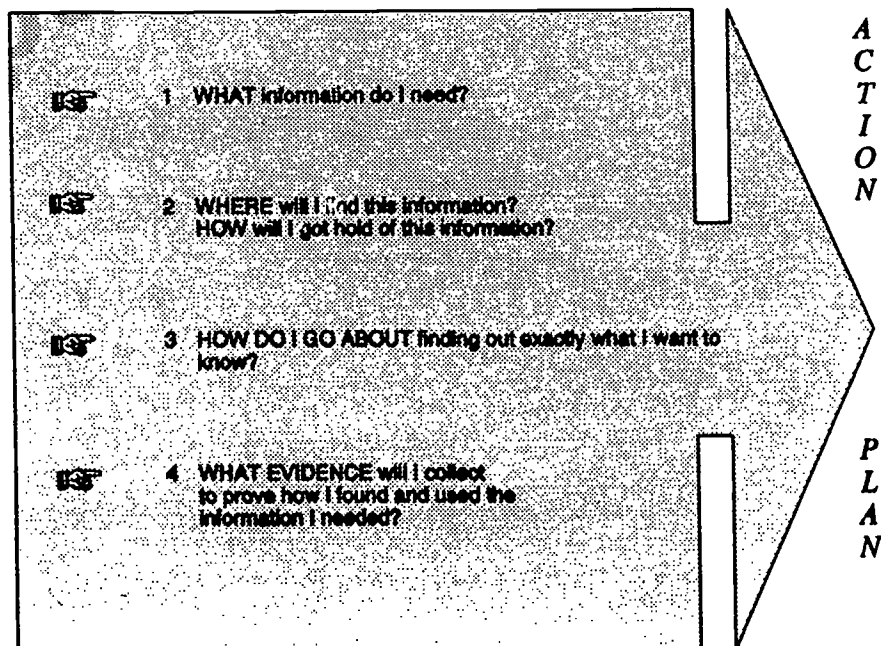 1 WHAT information do I need?
2 WHERE will I find this information?
HOW will I got hold of this information?
3 HOW DO I GO ABOUT finding out exactly what I want to
know?
4 WHAT EVIDENCE will I collect
to prove how I found and used the
information I needed?
ACTION
PLAN